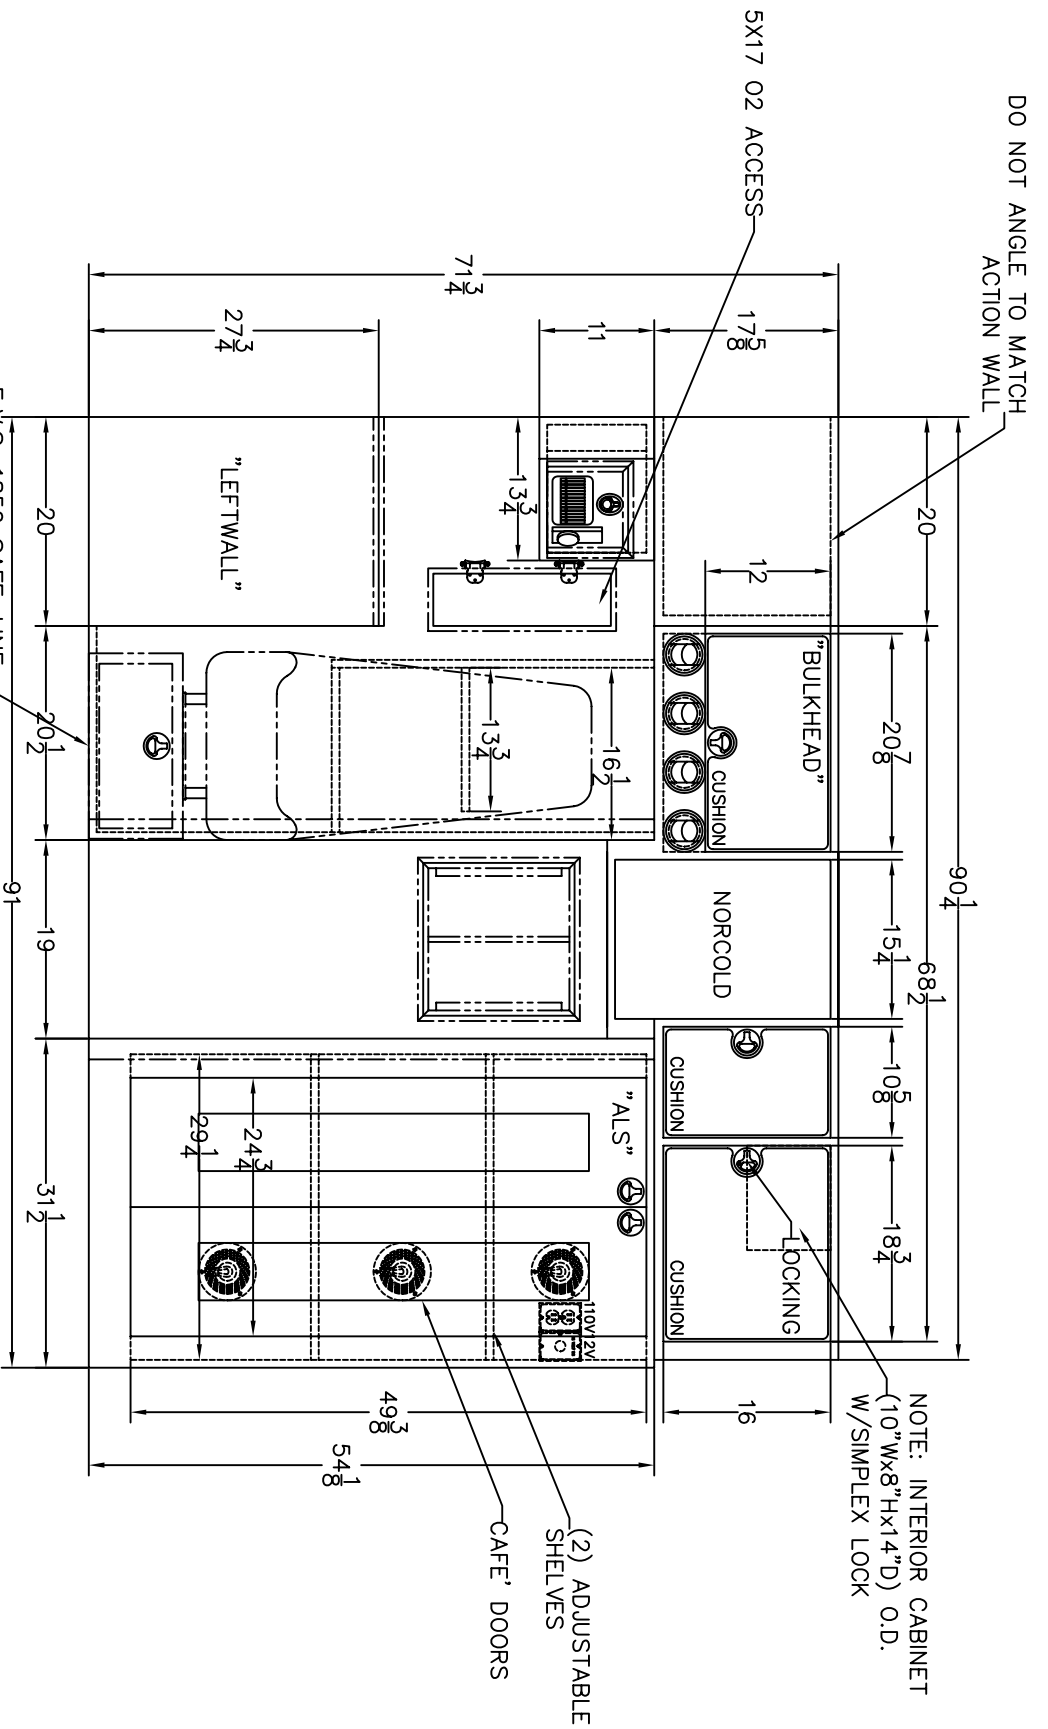 DO NOT ANGLE TO MATCH
ACTION WALL
5X17 O2 ACCESS
90 1/4
20
68 1/2
20 7/8
15 1/4
10 5/8
18 3/4
71 3/4
17 5/8
11
27 3/4
12
"BULKHEAD"
CUSHION
NORCOLD
CUSHION
LOCKING
CUSHION
16
NOTE: INTERIOR CABINET
(10"Wx8"Hx14"D) O.D.
W/SIMPLEX LOCK
13 3/4
16 1/2
13 3/4
"LEFTWALL"
"ALS"
110V
12V
24 3/4
29 1/4
49 3/8
54 1/8
(2) ADJUSTABLE
SHELVES
CAFE' DOORS
20
20 1/2
19
31 1/2
91